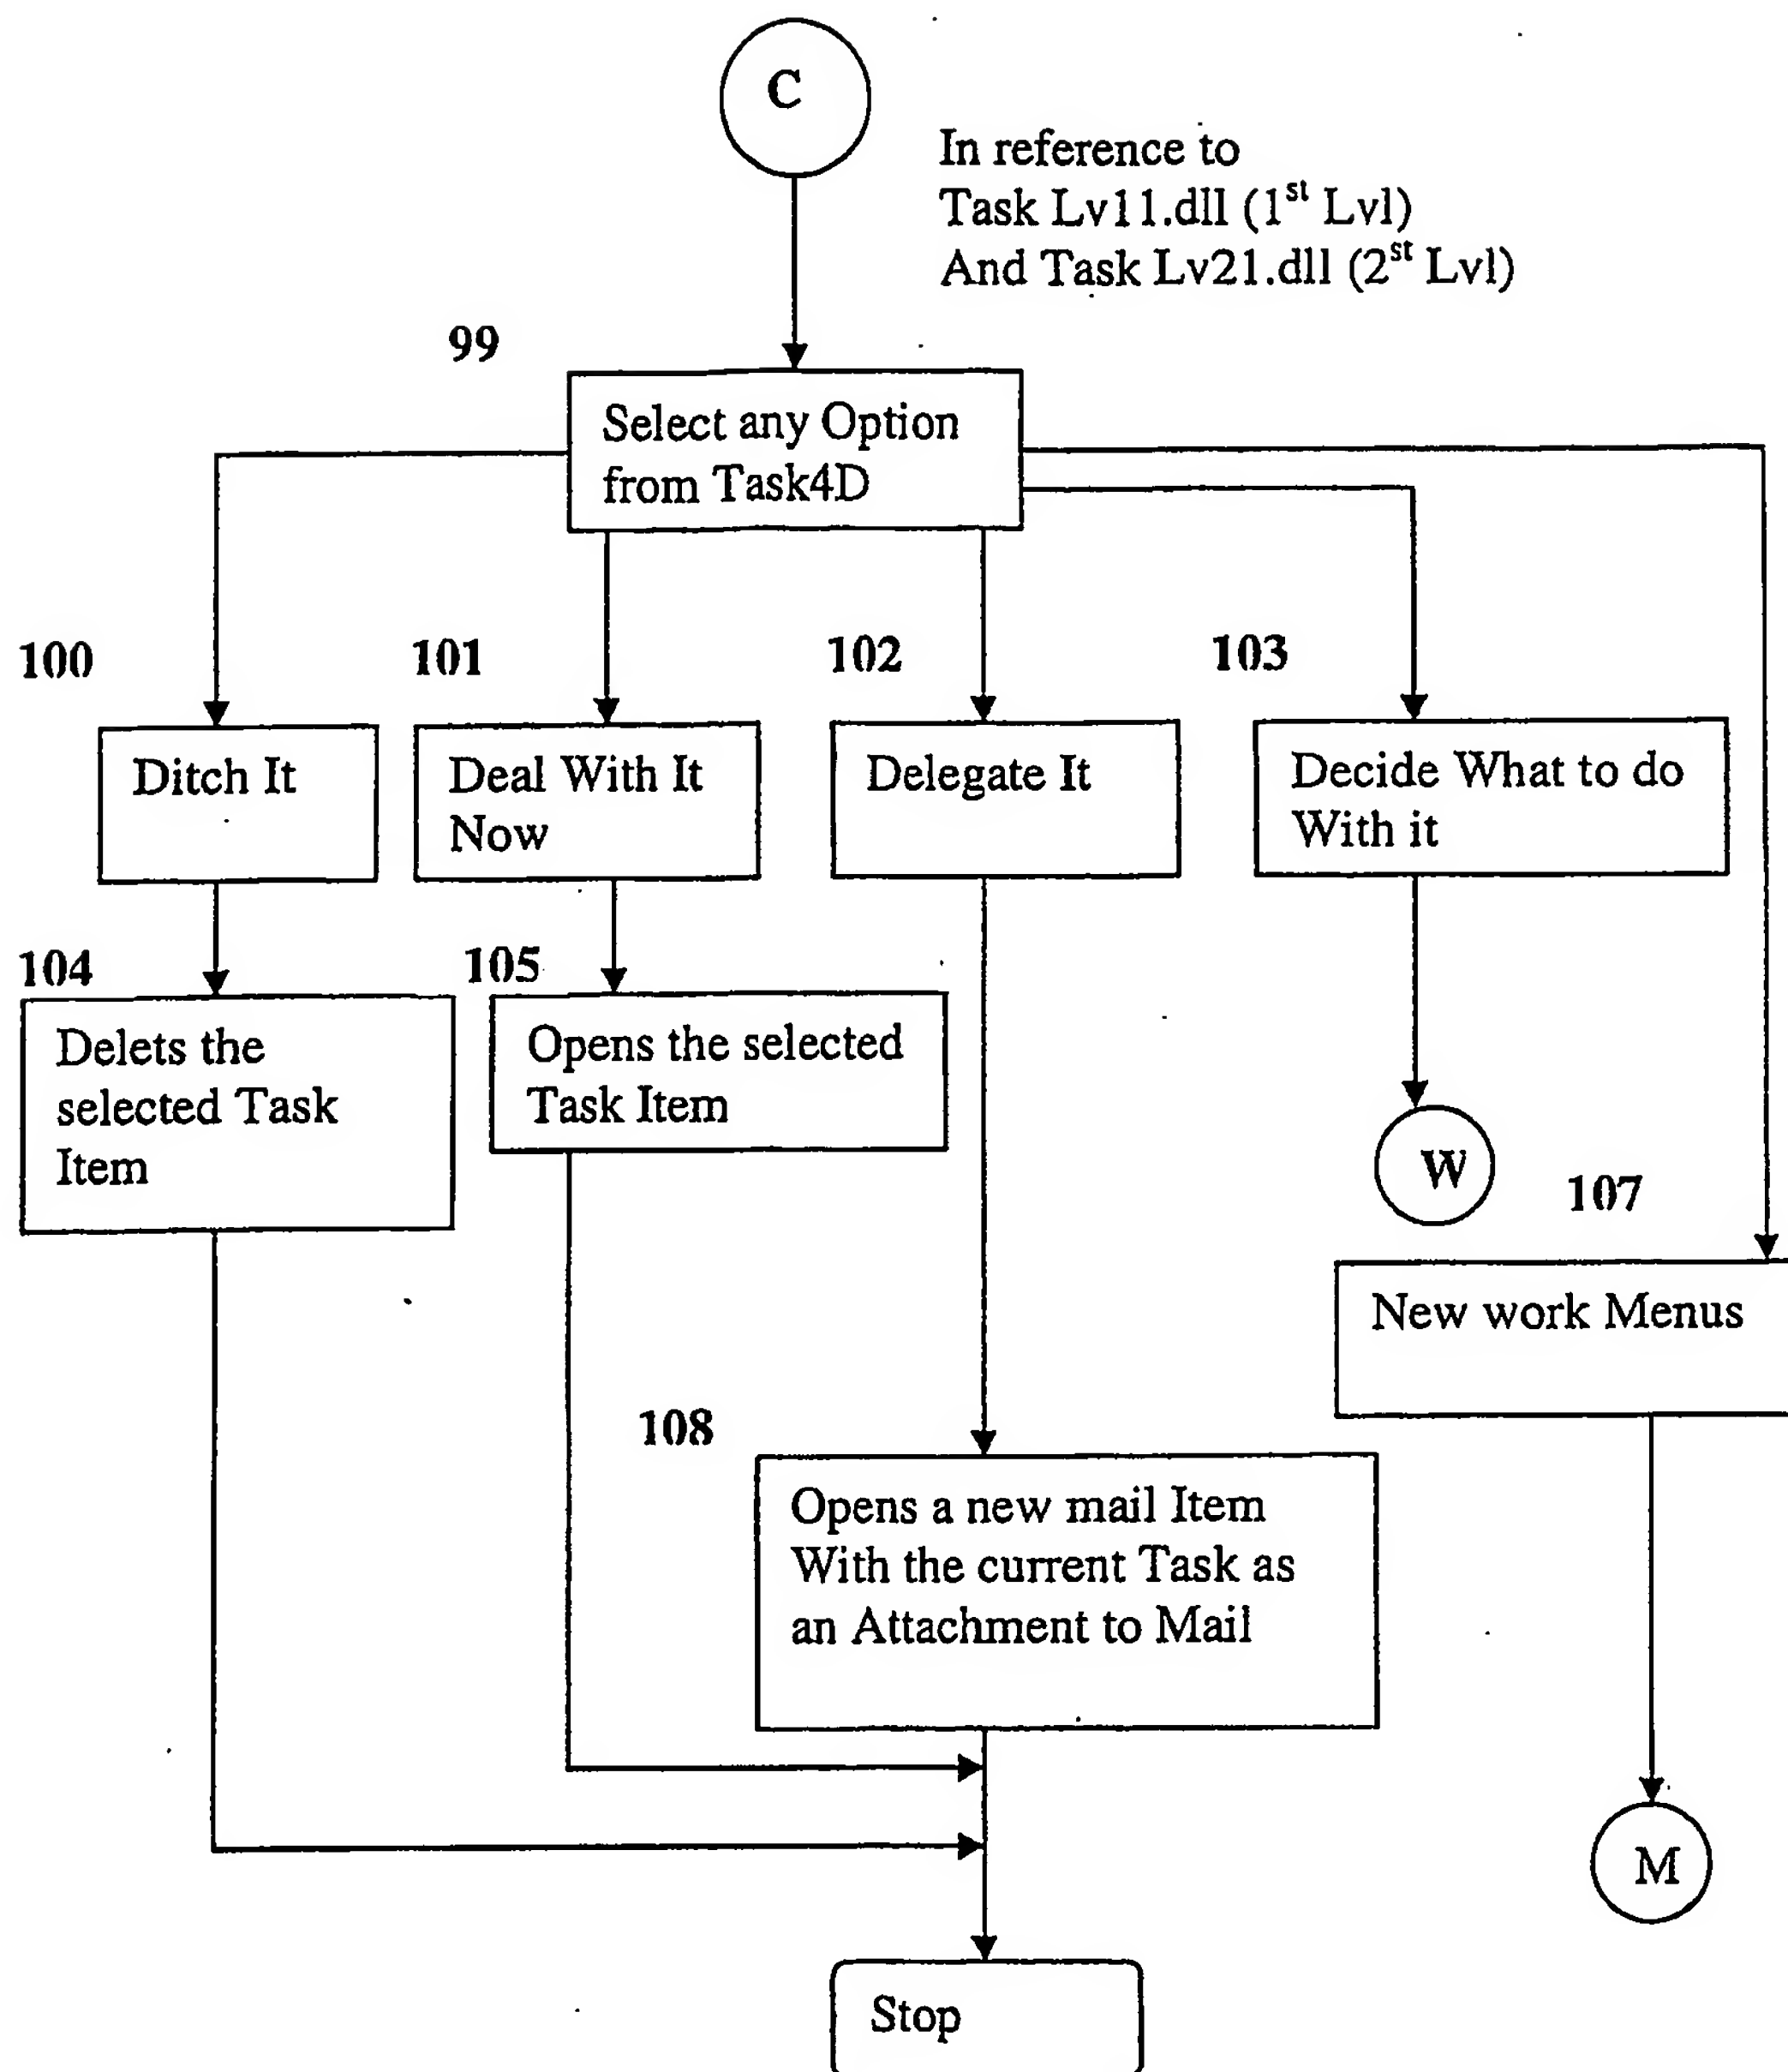 C
In reference to
Task Lv11.dll (1st Lvl)
And Task Lv21.dll (2st Lvl)
99
Select any Option
from Task4D
100
101
102
103
Ditch It
Deal With It
Now
Delegate It
Decide What to do
With it
104
105
Delets the
selected Task
Item
Opens the selected
Task Item
W
107
New work Menus
108
Opens a new mail Item
With the current Task as
an Attachment to Mail
M
Stop